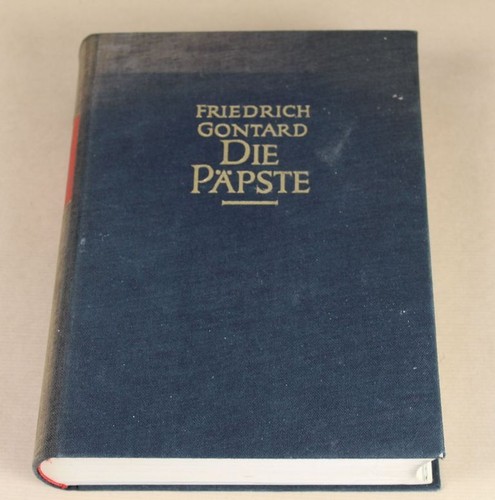 FRIEDRICH
GONTARD
DIE
PÄPSTE